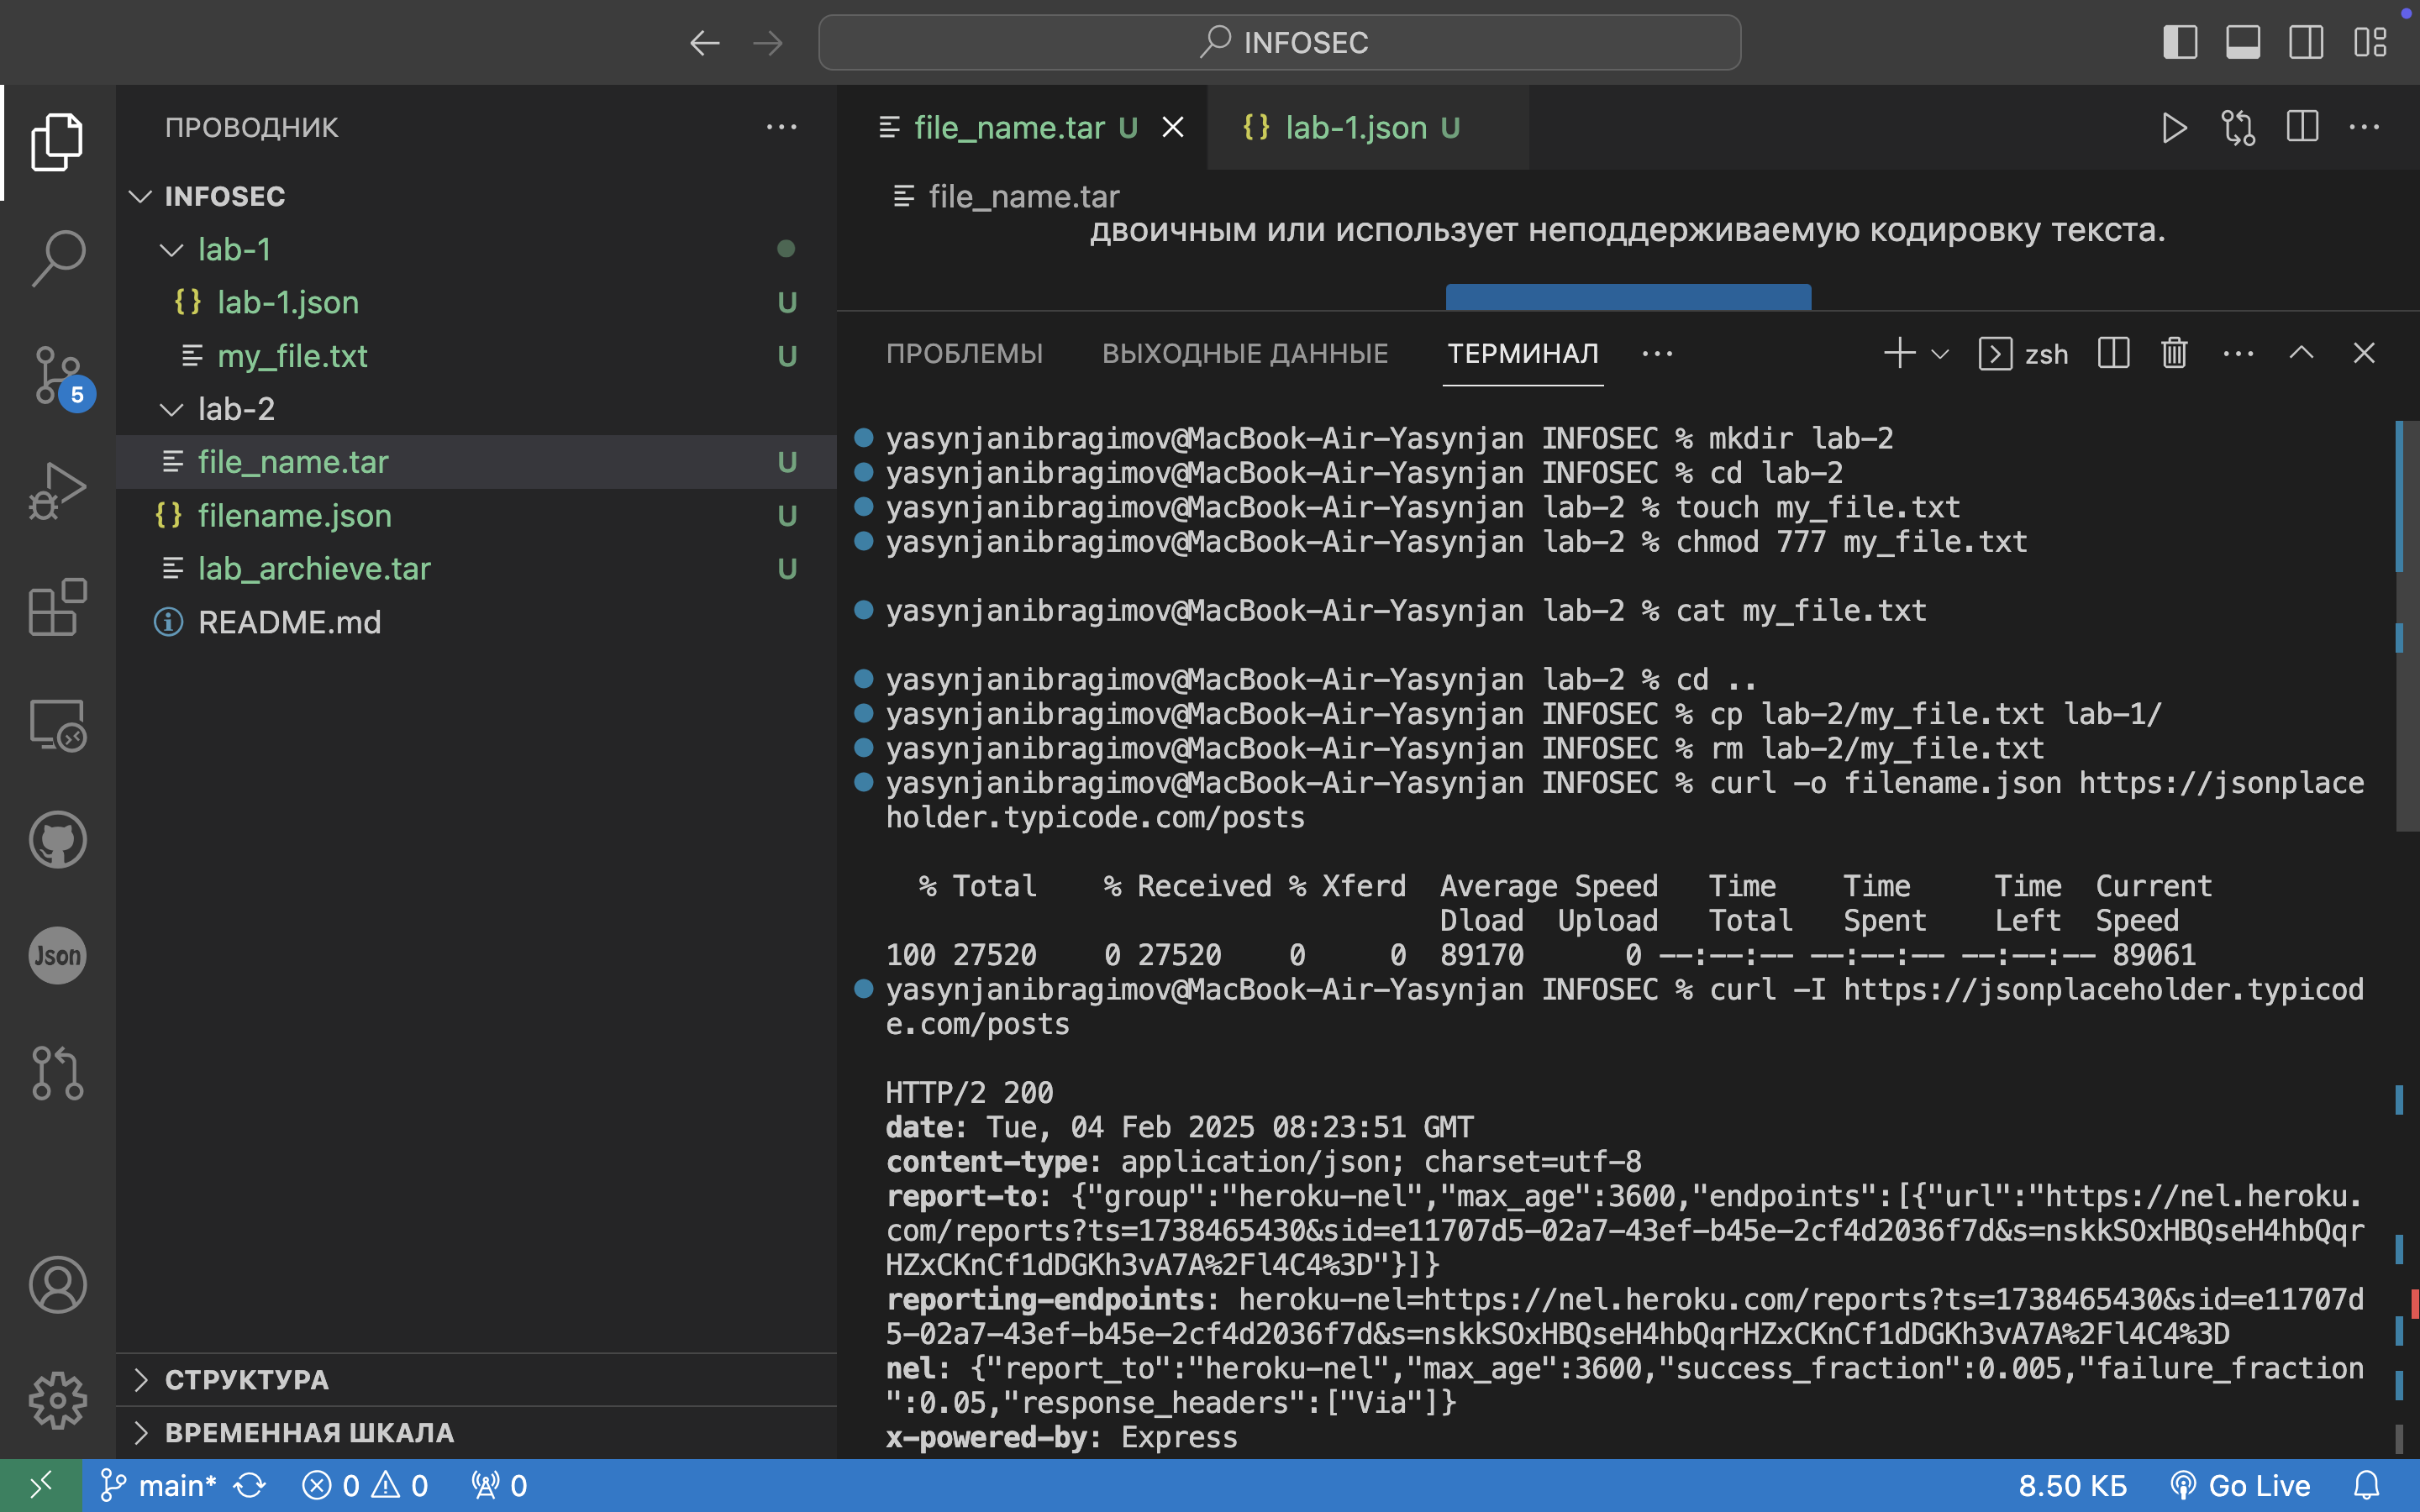 INFOSEC
ПРОВОДНИК
INFOSEC
lab-1
lab-1.json U
my_file.txt U
lab-2
file_name.tar U
filename.json U
lab_archieve.tar U
README.md
5
Json
СТРУКТУРА
ВРЕМЕННАЯ ШКАЛА
file_name.tar U
lab-1.json U
file_name.tar
двоичным или использует неподдерживаемую кодировку текста.
ПРОБЛЕМЫ ВЫХОДНЫЕ ДАННЫЕ ТЕРМИНАЛ
zsh
yasynjanibragimov@MacBook-Air-Yasynjan INFOSEC % mkdir lab-2
yasynjanibragimov@MacBook-Air-Yasynjan INFOSEC % cd lab-2
yasynjanibragimov@MacBook-Air-Yasynjan lab-2 % touch my_file.txt
yasynjanibragimov@MacBook-Air-Yasynjan lab-2 % chmod 777 my_file.txt
yasynjanibragimov@MacBook-Air-Yasynjan lab-2 % cat my_file.txt
yasynjanibragimov@MacBook-Air-Yasynjan lab-2 % cd ..
yasynjanibragimov@MacBook-Air-Yasynjan INFOSEC % cp lab-2/my_file.txt lab-1/
yasynjanibragimov@MacBook-Air-Yasynjan INFOSEC % rm lab-2/my_file.txt
yasynjanibragimov@MacBook-Air-Yasynjan INFOSEC % curl -o filename.json https://jsonplace
holder.typicode.com/posts
% Total % Received % Xferd Average Speed Time Time Time Current
Dload Upload Total Spent Left Speed
100 27520 0 27520 0 0 89170 0 --:--:-- --:--:-- --:--:-- 89061
yasynjanibragimov@MacBook-Air-Yasynjan INFOSEC % curl -I https://jsonplaceholder.typicod
e.com/posts
HTTP/2 200
date: Tue, 04 Feb 2025 08:23:51 GMT
content-type: application/json; charset=utf-8
report-to: {"group":"heroku-nel","max_age":3600,"endpoints":[{"url":"https://nel.heroku.
com/reports?ts=1738465430&sid=e11707d5-02a7-43ef-b45e-2cf4d2036f7d&s=nskkSOxHBQseH4hbQqr
HZxCKnCf1dDGKh3vA7A%2Fl4C4%3D"}]}
reporting-endpoints: heroku-nel=https://nel.heroku.com/reports?ts=1738465430&sid=e11707d
5-02a7-43ef-b45e-2cf4d2036f7d&s=nskkSOxHBQseH4hbQqrHZxCKnCf1dDGKh3vA7A%2Fl4C4%3D
nel: {"report_to":"heroku-nel","max_age":3600,"success_fraction":0.005,"failure_fraction
":0.05,"response_headers":["Via"]}
x-powered-by: Express
main* 0 0 0
8.50 КБ Go Live